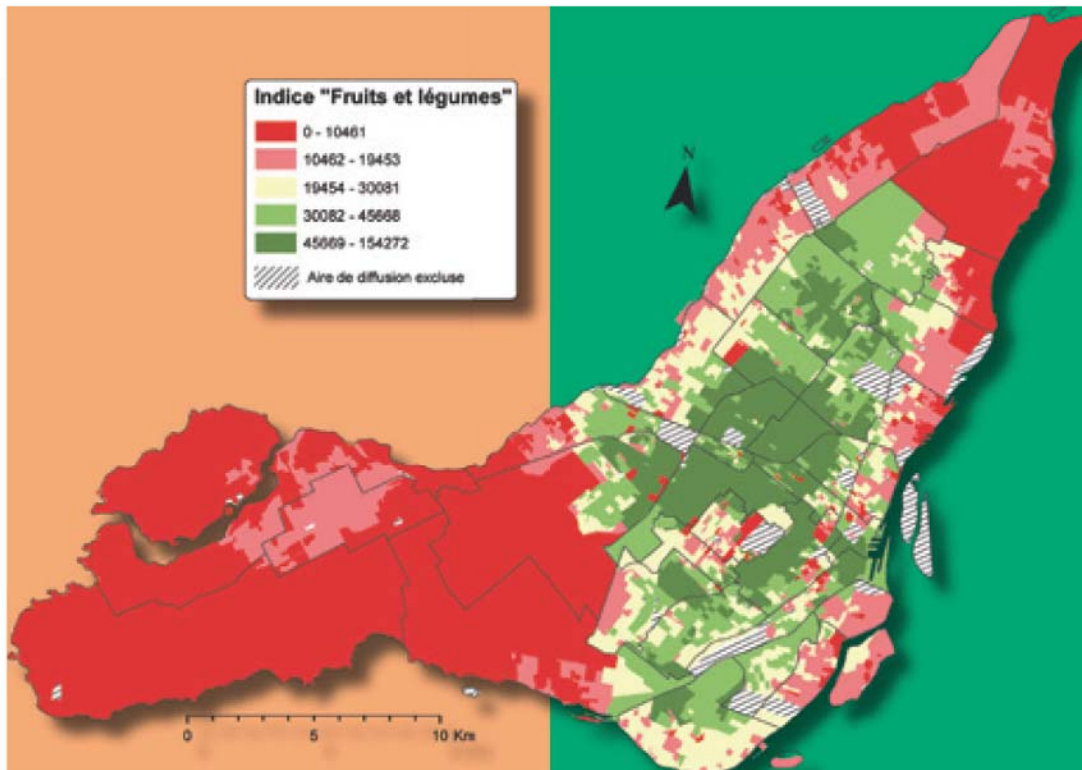 Indice "Fruits et légumes"
0 - 10461
10462 - 19453
19454 - 30081
30082 - 45668
45669 - 154272
Aire de diffusion excluse
N
0 5 10 Km